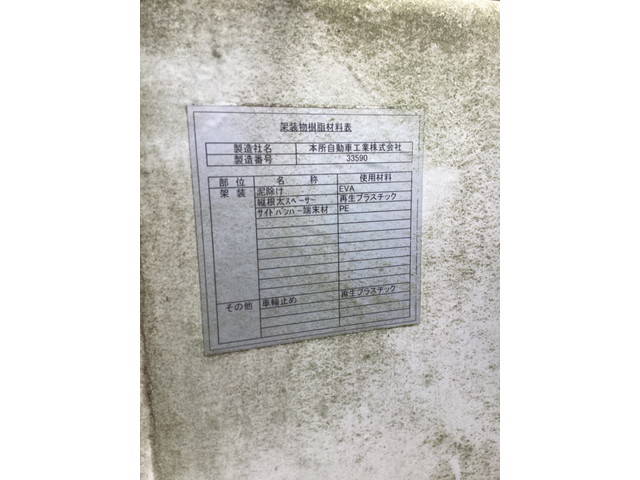 架装物樹脂材料表
製造社名 本所自動車工業株式会社
製造番号 33590
部位 名称 使用材料
架装 泥除け EVA
縦根太スペーサー 再生プラスチック
サイドバンパー端末材 PE
その他 車輪止め 再生プラスチック